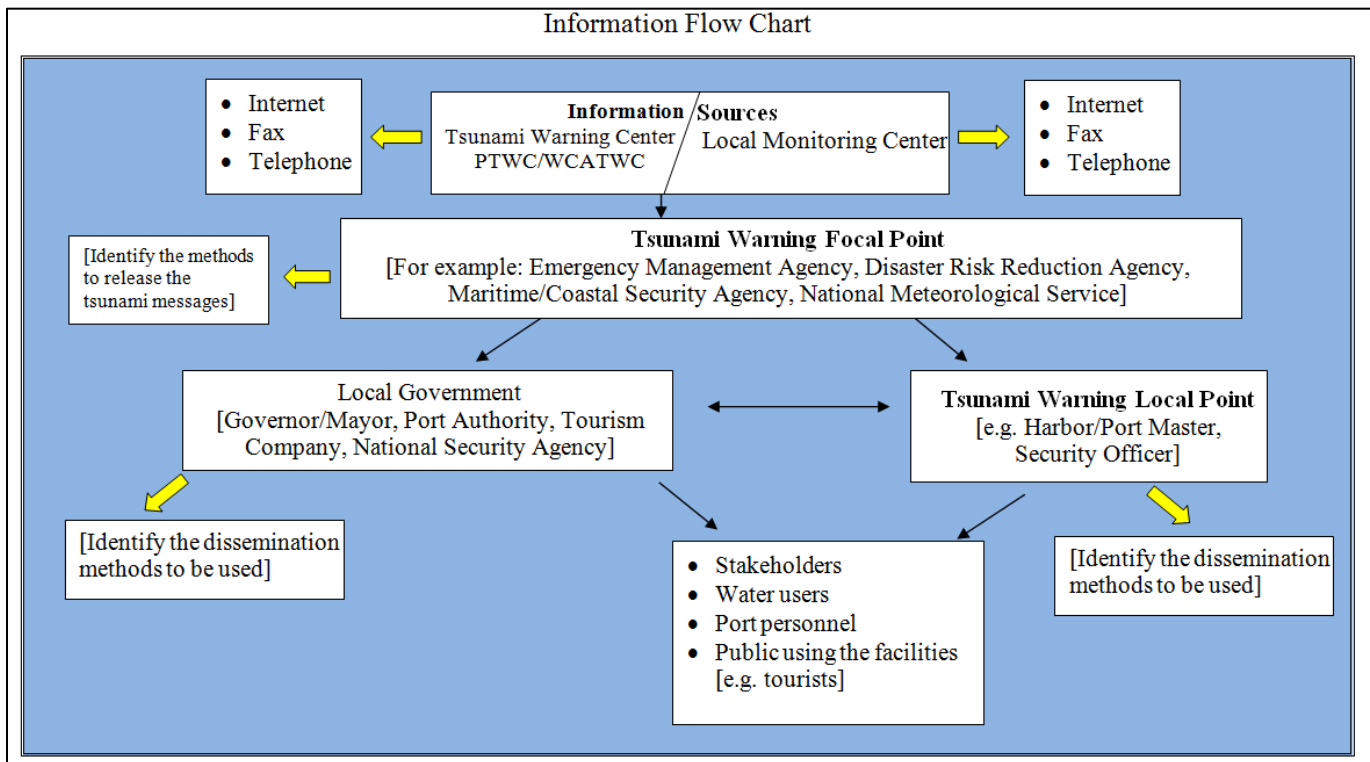 Information Flow Chart
• Internet
• Fax
• Telephone
Information Sources
Tsunami Warning Center
PTWC/WCATWC
Local Monitoring Center
• Internet
• Fax
• Telephone
[Identify the methods
to release the
tsunami messages]
Tsunami Warning Focal Point
[For example: Emergency Management Agency, Disaster Risk Reduction Agency,
Maritime/Coastal Security Agency, National Meteorological Service]
Local Government
[Governor/Mayor, Port Authority, Tourism
Company, National Security Agency]
Tsunami Warning Local Point
[e.g. Harbor/Port Master,
Security Officer]
[Identify the dissemination
methods to be used]
• Stakeholders
• Water users
• Port personnel
• Public using the facilities
[e.g. tourists]
[Identify the dissemination
methods to be used]